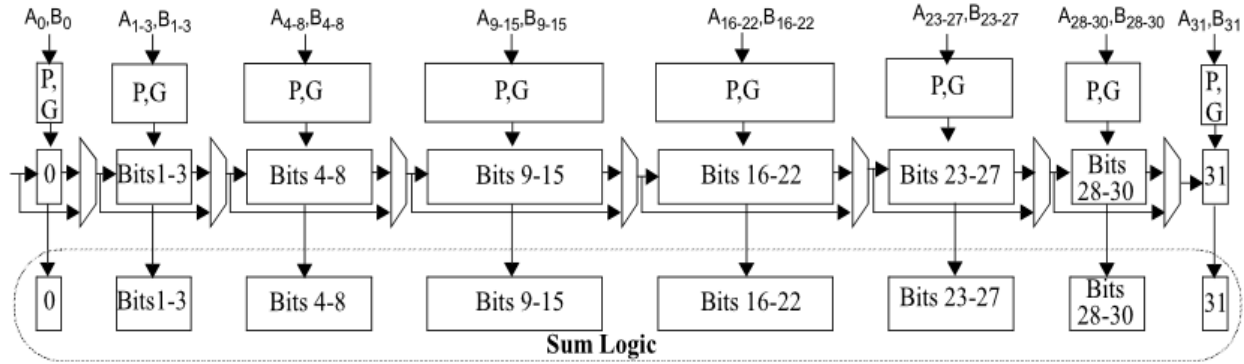 A0,B0 A1-3,B1-3 A4-8,B4-8 A9-15,B9-15 A16-22,B16-22 A23-27,B23-27 A28-30,B28-30 A31,B31
P,G P,G P,G P,G P,G P,G P,G P,G
0 Bits1-3 Bits 4-8 Bits 9-15 Bits 16-22 Bits 23-27 Bits 28-30 31
0 Bits1-3 Bits 4-8 Bits 9-15 Bits 16-22 Bits 23-27 Bits 28-30 31
Sum Logic